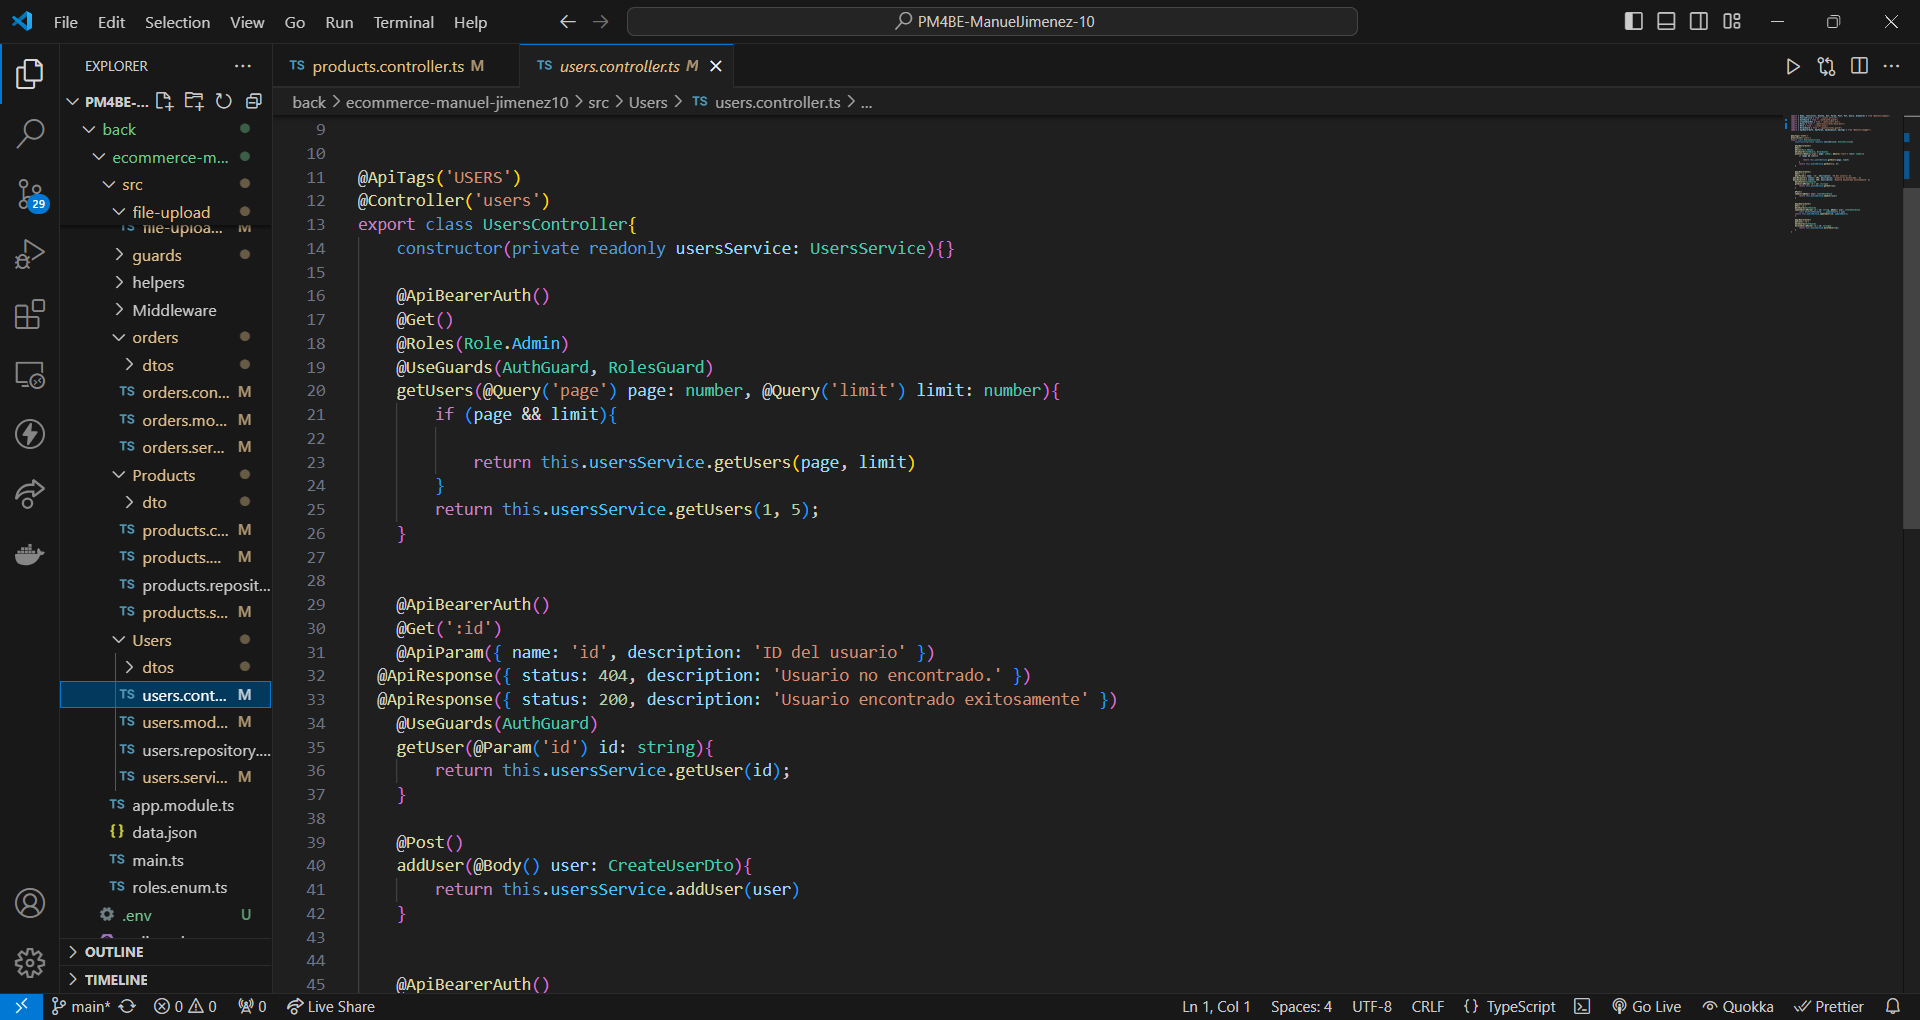 File Edit Selection View Go Run Terminal Help
PM4BE-ManuelJimenez-10
EXPLORER
PM4BE-...
back
ecommerce-m...
src
file-upload
TS file-uploa... M
guards
helpers
Middleware
orders
dtos
TS orders.con... M
TS orders.mo... M
TS orders.ser... M
Products
dto
TS products.c... M
TS products.... M
TS products.reposit...
TS products.s... M
Users
dtos
TS users.cont... M
TS users.mod... M
TS users.repository....
TS users.servi... M
TS app.module.ts
{} data.json
TS main.ts
TS roles.enum.ts
.env U
OUTLINE
TIMELINE
29
TS products.controller.ts M
TS users.controller.ts M
back > ecommerce-manuel-jimenez10 > src > Users > TS users.controller.ts > ...
9
10
11 @ApiTags('USERS')
12 @Controller('users')
13 export class UsersController{
14 constructor(private readonly usersService: UsersService){}
15
16 @ApiBearerAuth()
17 @Get()
18 @Roles(Role.Admin)
19 @UseGuards(AuthGuard, RolesGuard)
20 getUsers(@Query('page') page: number, @Query('limit') limit: number){
21 if (page && limit){
22
23 return this.usersService.getUsers(page, limit)
24 }
25 return this.usersService.getUsers(1, 5);
26 }
27
28
29 @ApiBearerAuth()
30 @Get(':id')
31 @ApiParam({ name: 'id', description: 'ID del usuario' })
32 @ApiResponse({ status: 404, description: 'Usuario no encontrado.' })
33 @ApiResponse({ status: 200, description: 'Usuario encontrado exitosamente' })
34 @UseGuards(AuthGuard)
35 getUser(@Param('id') id: string){
36 return this.usersService.getUser(id);
37 }
38
39 @Post()
40 addUser(@Body() user: CreateUserDto){
41 return this.usersService.addUser(user)
42 }
43
44
45 @ApiBearerAuth()
main* 0 0 0 Live Share
Ln 1, Col 1 Spaces: 4 UTF-8 CRLF {} TypeScript Go Live Quokka Prettier